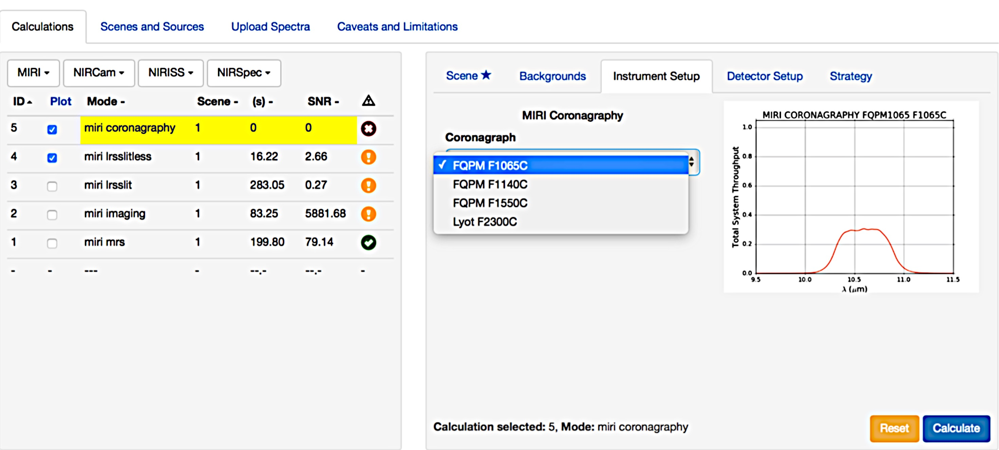 Calculations Scenes and Sources Upload Spectra Caveats and Limitations
MIRI NIRCam NIRISS NIRSpec
ID Plot Mode - Scene - (s) - SNR -
5 miri coronagraphy 1 0 0
4 miri lrsslitless 1 16.22 2.66
3 miri lrsslit 1 283.05 0.27
2 miri imaging 1 83.25 5881.68
1 miri mrs 1 199.80 79.14
- - --- - --.- --.- -
Scene ★ Backgrounds Instrument Setup Detector Setup Strategy
MIRI Coronagraphy
Coronagraph
✓ FQPM F1065C
FQPM F1140C
FQPM F1550C
Lyot F2300C
MIRI CORONAGRAPHY FQPM1065 F1065C
Total System Throughput
1.0
0.8
0.6
0.4
0.2
0.0
9.5 10.0 10.5 11.0 11.5
λ (μm)
Calculation selected: 5, Mode: miri coronagraphy
Reset Calculate